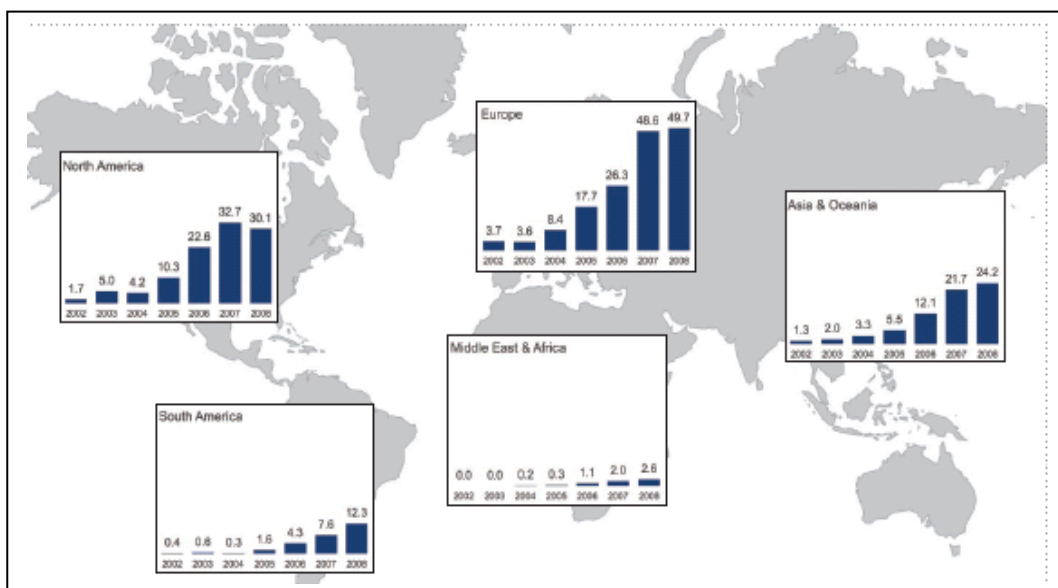 North America
32.7
30.1
22.6
10.3
1.7
5.0
4.2
2002 2003 2004 2005 2006 2007 2008
Europe
48.6
49.7
26.3
17.7
8.4
3.7
3.6
2002 2003 2004 2005 2006 2007 2008
Asia & Oceania
24.2
21.7
12.1
5.5
3.3
2.0
1.3
2002 2003 2004 2005 2006 2007 2008
Middle East & Africa
0.0 0.0 0.2 0.3 1.1 2.0 2.6
2002 2003 2004 2005 2006 2007 2008
South America
12.3
7.6
4.3
1.6
0.4 0.6 0.3
2002 2003 2004 2005 2006 2007 2008